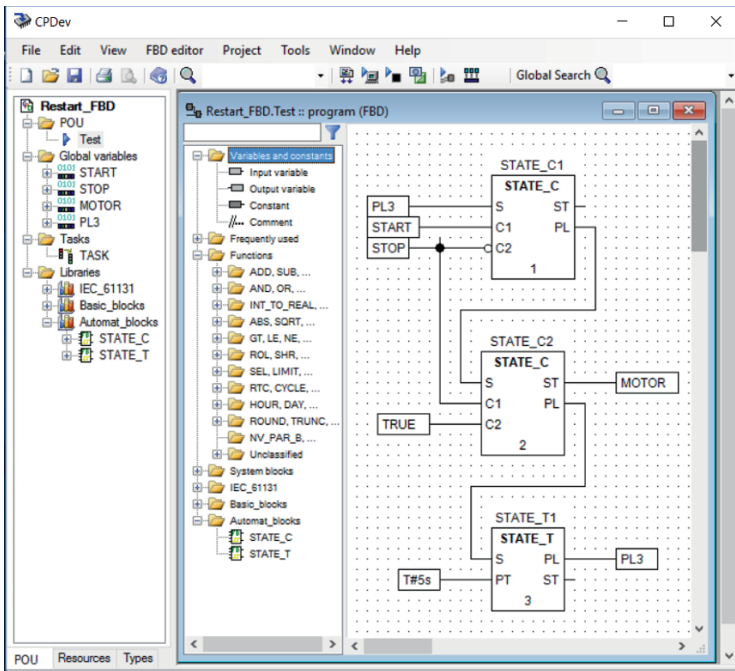 CPDev
File Edit View FBD editor Project Tools Window Help
Global Search
Restart_FBD
POU
Test
Global variables
START
STOP
MOTOR
PL3
Tasks
TASK
Libraries
IEC_61131
Basic_blocks
Automat_blocks
STATE_C
STATE_T
POU Resources Types
Restart_FBD.Test :: program (FBD)
Variables and constants
Input variable
Output variable
Constant
//... Comment
Frequently used
Functions
ADD, SUB, ...
AND, OR, ...
INT_TO_REAL, ...
ABS, SQRT, ...
GT, LE, NE, ...
ROL, SHR, ...
SEL, LIMIT, ...
RTC, CYCLE, ...
HOUR, DAY, ...
ROUND, TRUNC, ...
NV_PAR_B, ...
Unclassified
System blocks
IEC_61131
Basic_blocks
Automat_blocks
STATE_C
STATE_T
STATE_C1
STATE_C
PL3 S ST
START C1 PL
STOP C2
1
STATE_C2
STATE_C
S ST MOTOR
C1 PL
TRUE C2
2
STATE_T1
STATE_T
S PL PL3
T#5s PT ST
3